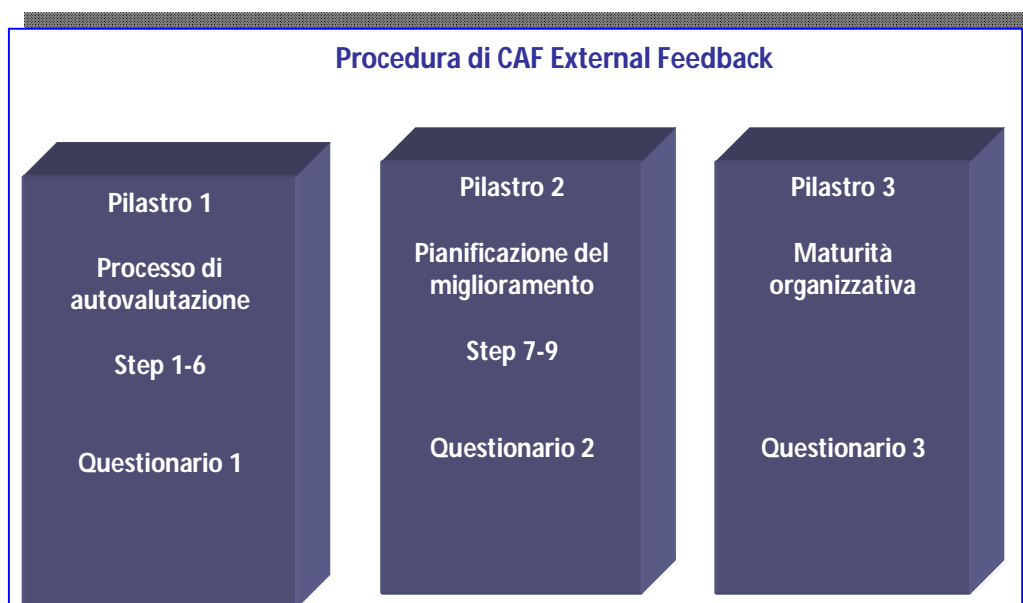 Procedura di CAF External Feedback
Pilastro 1
Processo di
autovalutazione
Step 1-6
Questionario 1
Pilastro 2
Pianificazione del
miglioramento
Step 7-9
Questionario 2
Pilastro 3
Maturità
organizzativa
Questionario 3